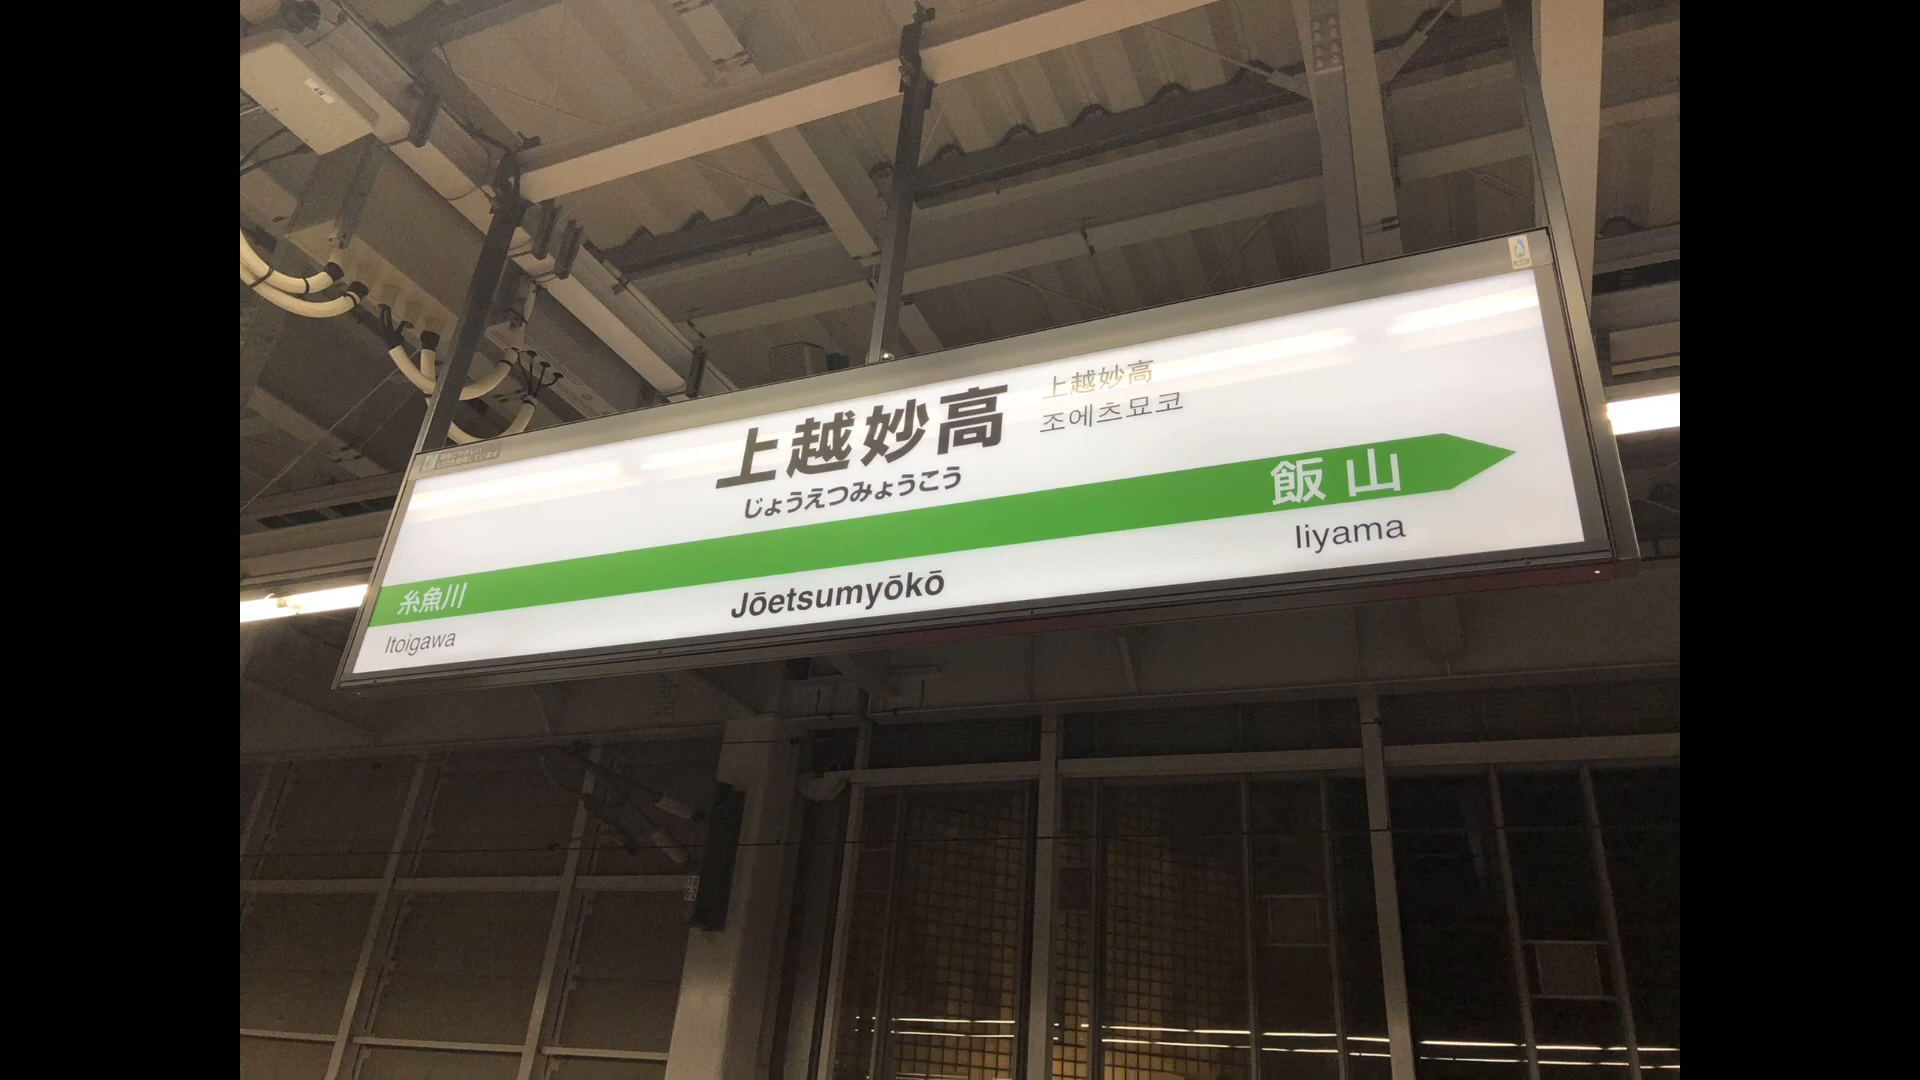 上越妙高
じょうえつみょうこう
上越妙高
조에츠묘코
飯山
Iiyama
糸魚川
Itoigawa
Jōetsumyōkō